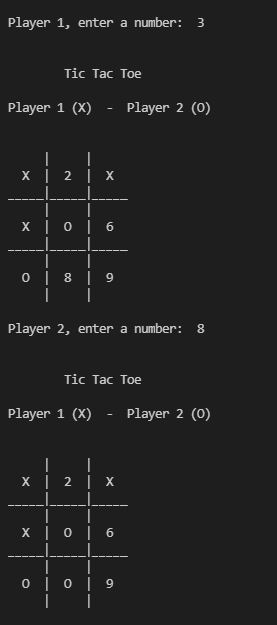 Player 1, enter a number:  3
Tic Tac Toe
Player 1 (X)  -  Player 2 (O)
     |     |
  X  |  2  |  X
_____|_____|_____
     |     |
  X  |  O  |  6
_____|_____|_____
     |     |
  O  |  8  |  9
     |     |
Player 2, enter a number:  8
Tic Tac Toe
Player 1 (X)  -  Player 2 (O)
     |     |
  X  |  2  |  X
_____|_____|_____
     |     |
  X  |  O  |  6
_____|_____|_____
     |     |
  O  |  O  |  9
     |     |